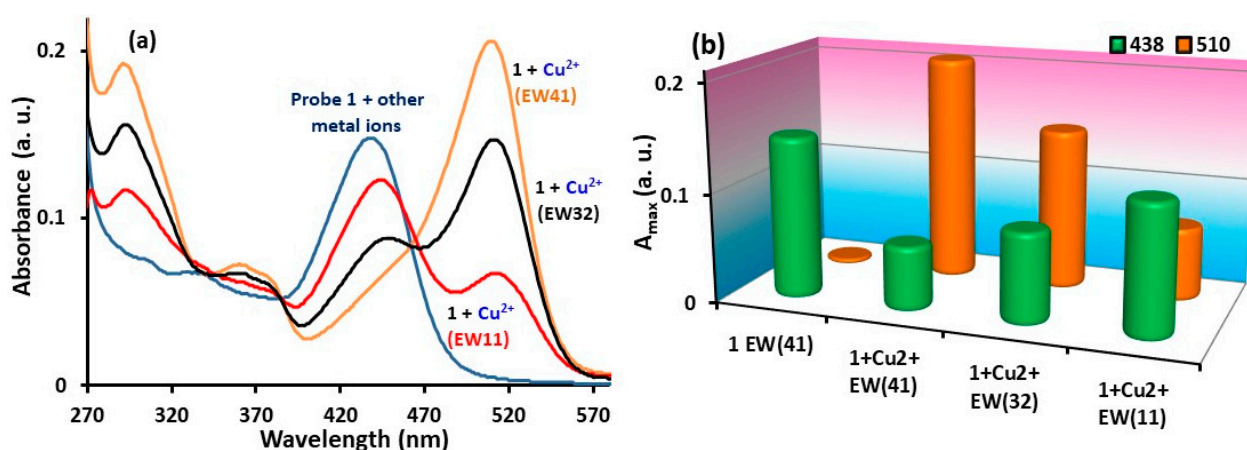 (a)
0.2
0.1
0
Absorbance (a. u.)
270 320 370 420 470 520 570
Wavelength (nm)
Probe 1 + other
metal ions
1 + Cu²⁺
(EW41)
1 + Cu²⁺
(EW32)
1 + Cu²⁺
(EW11)
(b)
438 510
0.2
0.1
0
Amax (a. u.)
1 EW(41)
1+Cu2+
EW(41)
1+Cu2+
EW(32)
1+Cu2+
EW(11)